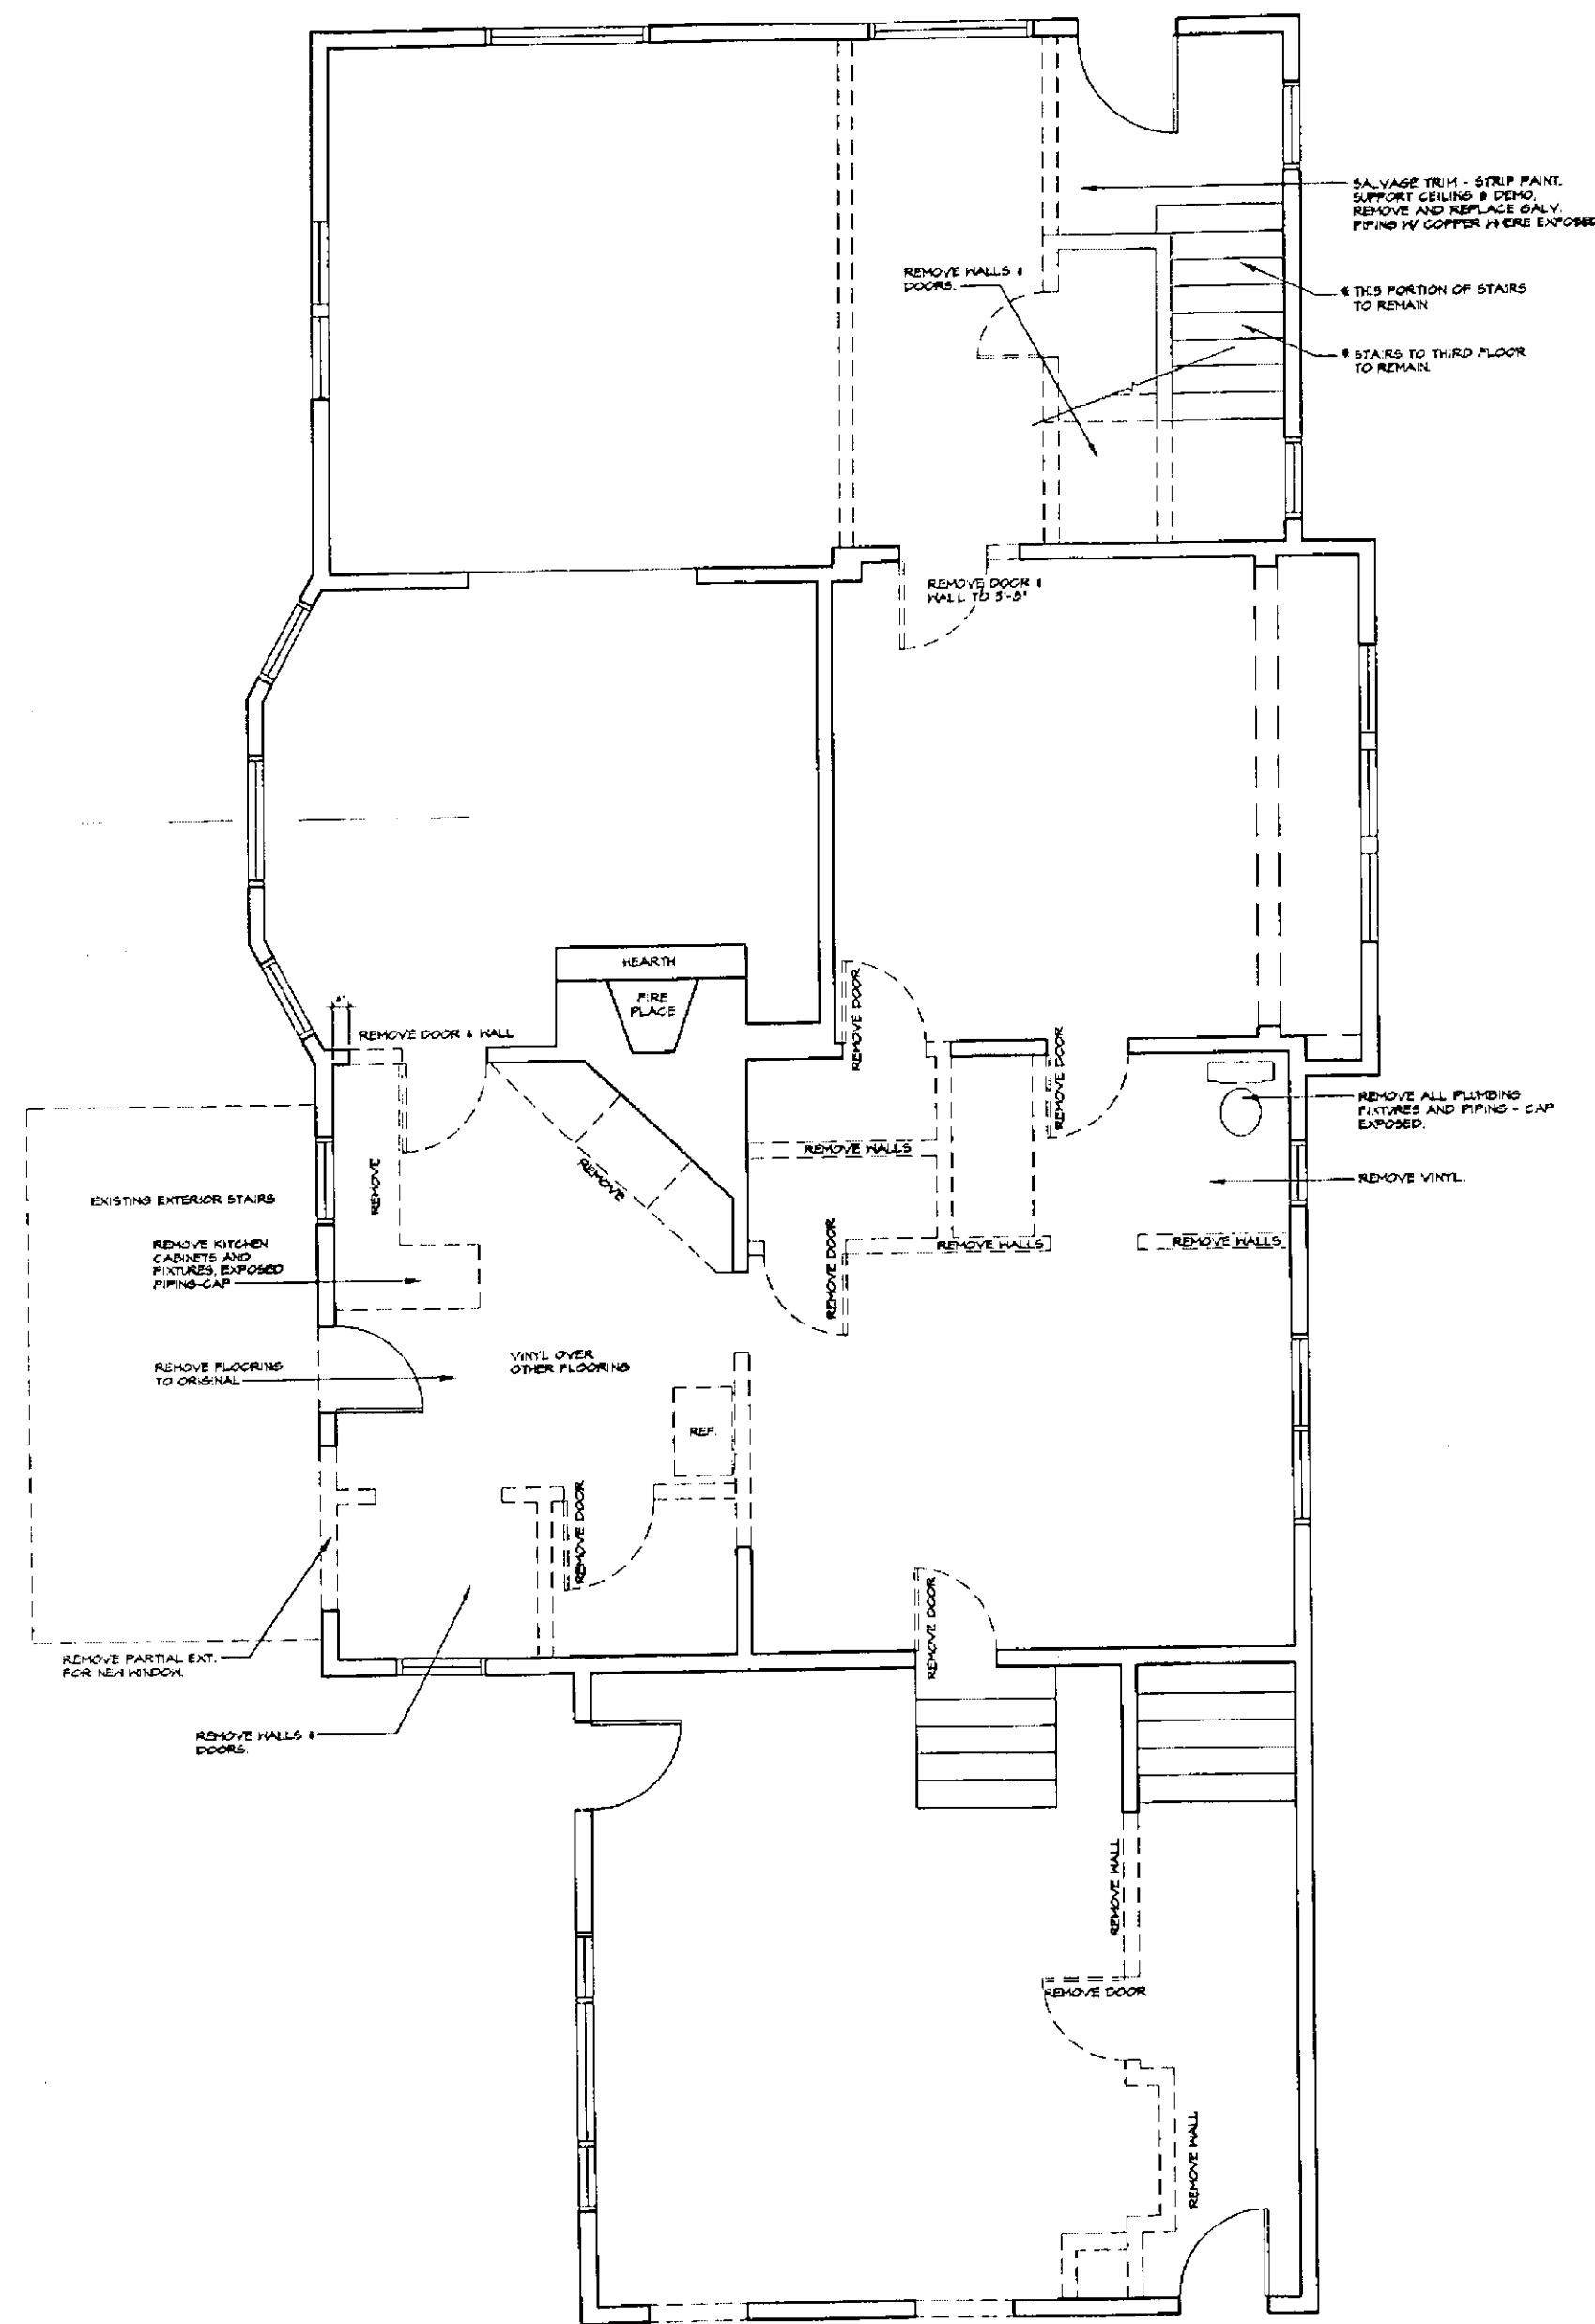 SALVAGE TRIM - STRIP PAINT.
SUPPORT CEILING & DEMO.
REMOVE AND REPLACE GALV.
PIPING W/ COPPER WHERE EXPOSED
REMOVE WALLS &
DOORS.
* THIS PORTION OF STAIRS
TO REMAIN
* STAIRS TO THIRD FLOOR
TO REMAIN.
REMOVE DOOR &
WALL TO 5'-8"
HEARTH
FIRE
PLACE
REMOVE DOOR
REMOVE DOOR & WALL
REMOVE DOOR
REMOVE ALL PLUMBING
FIXTURES AND PIPING - CAP
EXPOSED.
REMOVE WALLS
REMOVE
REMOVE
REMOVE VINYL.
EXISTING EXTERIOR STAIRS
REMOVE KITCHEN
CABINETS AND
FIXTURES, EXPOSED
PIPING-CAP
REMOVE DOOR
REMOVE WALLS
REMOVE WALLS
REMOVE FLOORING
TO ORIGINAL
VINYL OVER
OTHER FLOORING
REF.
REMOVE DOOR
REMOVE DOOR
REMOVE PARTIAL EXT.
FOR NEW WINDOW.
REMOVE WALLS &
DOORS.
REMOVE WALL
REMOVE DOOR
REMOVE WALL